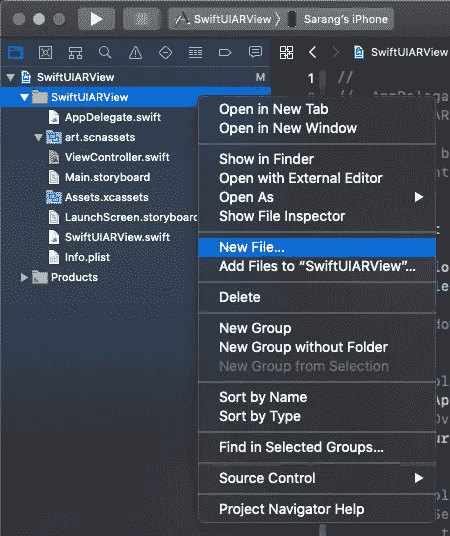 SwiftUIARView
Sarang's iPhone
SwiftUIARView
M
SwiftUIARView
AppDelegate.swift
art.scnassets
ViewController.swift
Main.storyboard
Assets.xcassets
LaunchScreen.storyboard
SwiftUIARView.swift
Info.plist
Products
SwiftUIARView
1
//
Open in New Tab
Open in New Window
Show in Finder
Open with External Editor
Open As
Show File Inspector
New File...
Add Files to “SwiftUIARView”...
Delete
New Group
New Group without Folder
New Group from Selection
Sort by Name
Sort by Type
Find in Selected Groups...
Source Control
Project Navigator Help